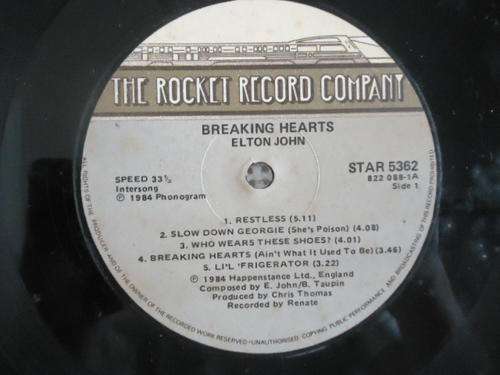 THE ROCKET RECORD COMPANY
BREAKING HEARTS
ELTON JOHN
SPEED 33⅓
Intersong
℗ 1984 Phonogram
STAR 5362
822 088-1A
Side 1
1. RESTLESS (5.11)
2. SLOW DOWN GEORGIE (She's Poison) (4.08)
3. WHO WEARS THESE SHOES? (4.01)
4. BREAKING HEARTS (Ain't What It Used To Be) (3.46)
5. LI'L 'FRIGERATOR (3.22)
℗ 1984 Happenstance Ltd., England
Composed by E. John/B. Taupin
Produced by Chris Thomas
Recorded by Renate
ALL RIGHTS OF THE PRODUCER AND OF THE OWNER OF THE RECORDED WORK RESERVED · UNAUTHORISED COPYING PUBLIC PERFORMANCE AND BROADCASTING OF THIS RECORD PROHIBITED